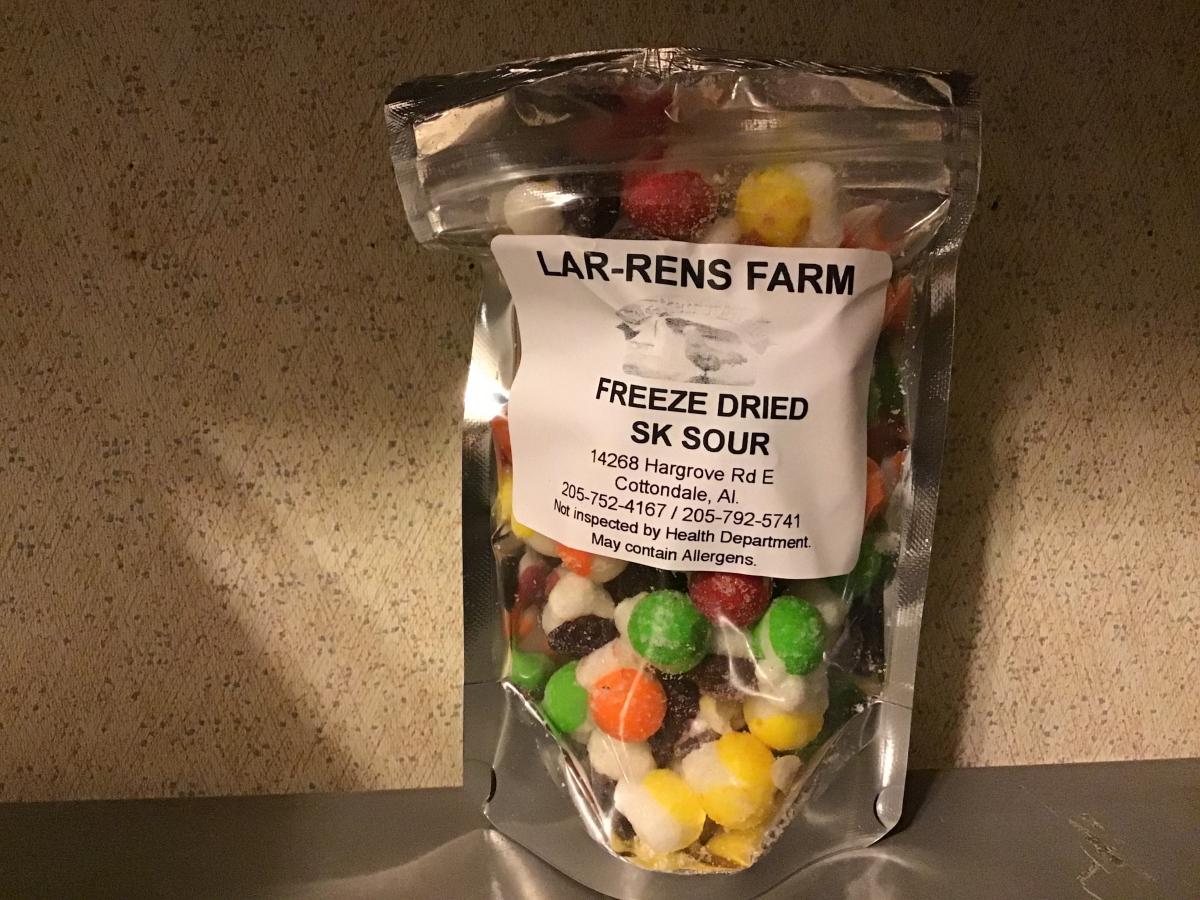 LAR-RENS FARM
FREEZE DRIED
SK SOUR
14268 Hargrove Rd E
Cottondale, Al.
205-752-4167 / 205-792-5741
Not inspected by Health Department.
May contain Allergens.